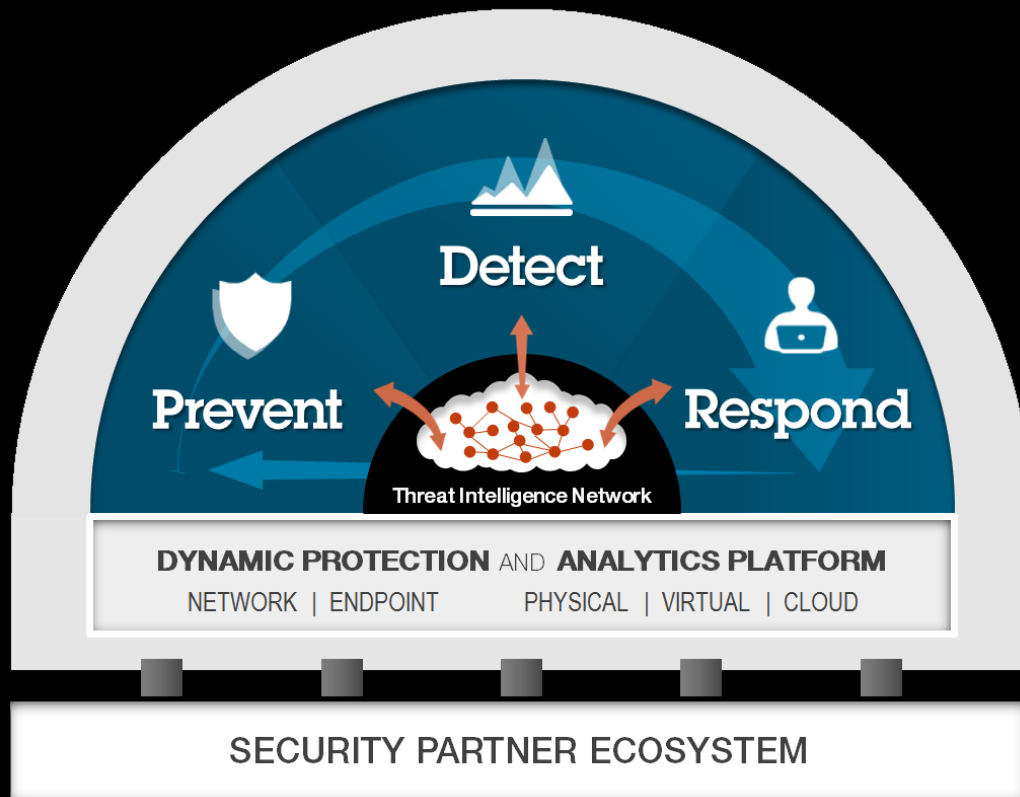 Detect
Prevent
Respond
Threat Intelligence Network
DYNAMIC PROTECTION AND ANALYTICS PLATFORM
NETWORK | ENDPOINT PHYSICAL | VIRTUAL | CLOUD
SECURITY PARTNER ECOSYSTEM